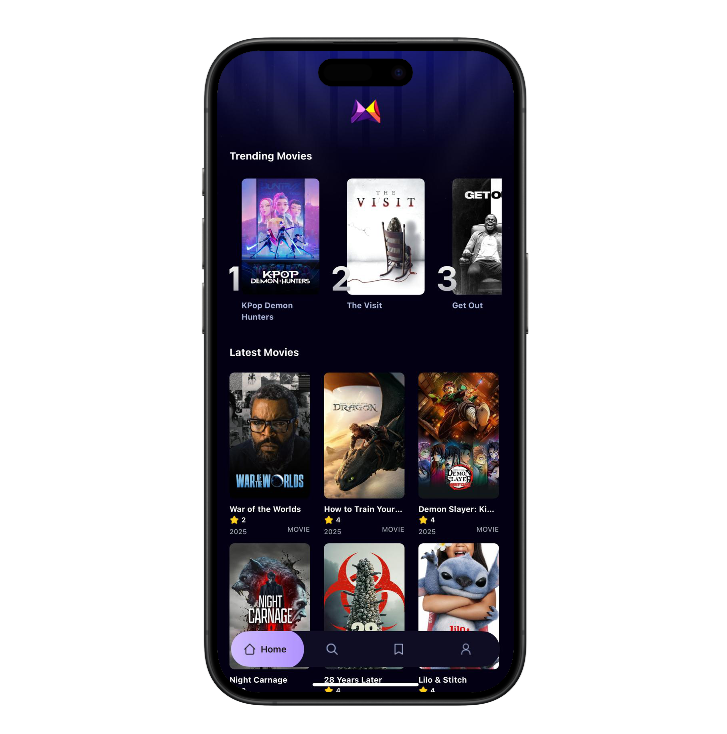 Trending Movies
THE
VISIT
GET O
1
KPOP
DEMON HUNTERS
2
3
KPop Demon
Hunters
The Visit
Get Out
Latest Movies
DRAGON
WAR OF THE WORLDS
DEMON
SLAYER
War of the Worlds
How to Train Your...
Demon Slayer: Ki...
2
4
4
2025
MOVIE
2025
MOVIE
2025
MOVIE
NIGHT
CARNAGE
28
Lilo
Home
Night Carnage
28 Years Later
Lilo & Stitch
4
4